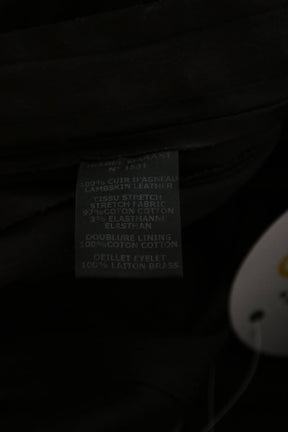 N° 1531
100% CUIR D'AGNEAU
LAMBSKIN LEATHER
TISSU STRETCH
STRETCH FABRIC
97%COTON COTTON
3% ELASTHANNE
ELASTHAN
DOUBLURE LINING
100%COTON COTTON
OEILLET EYELET
100% LAITON BRASS